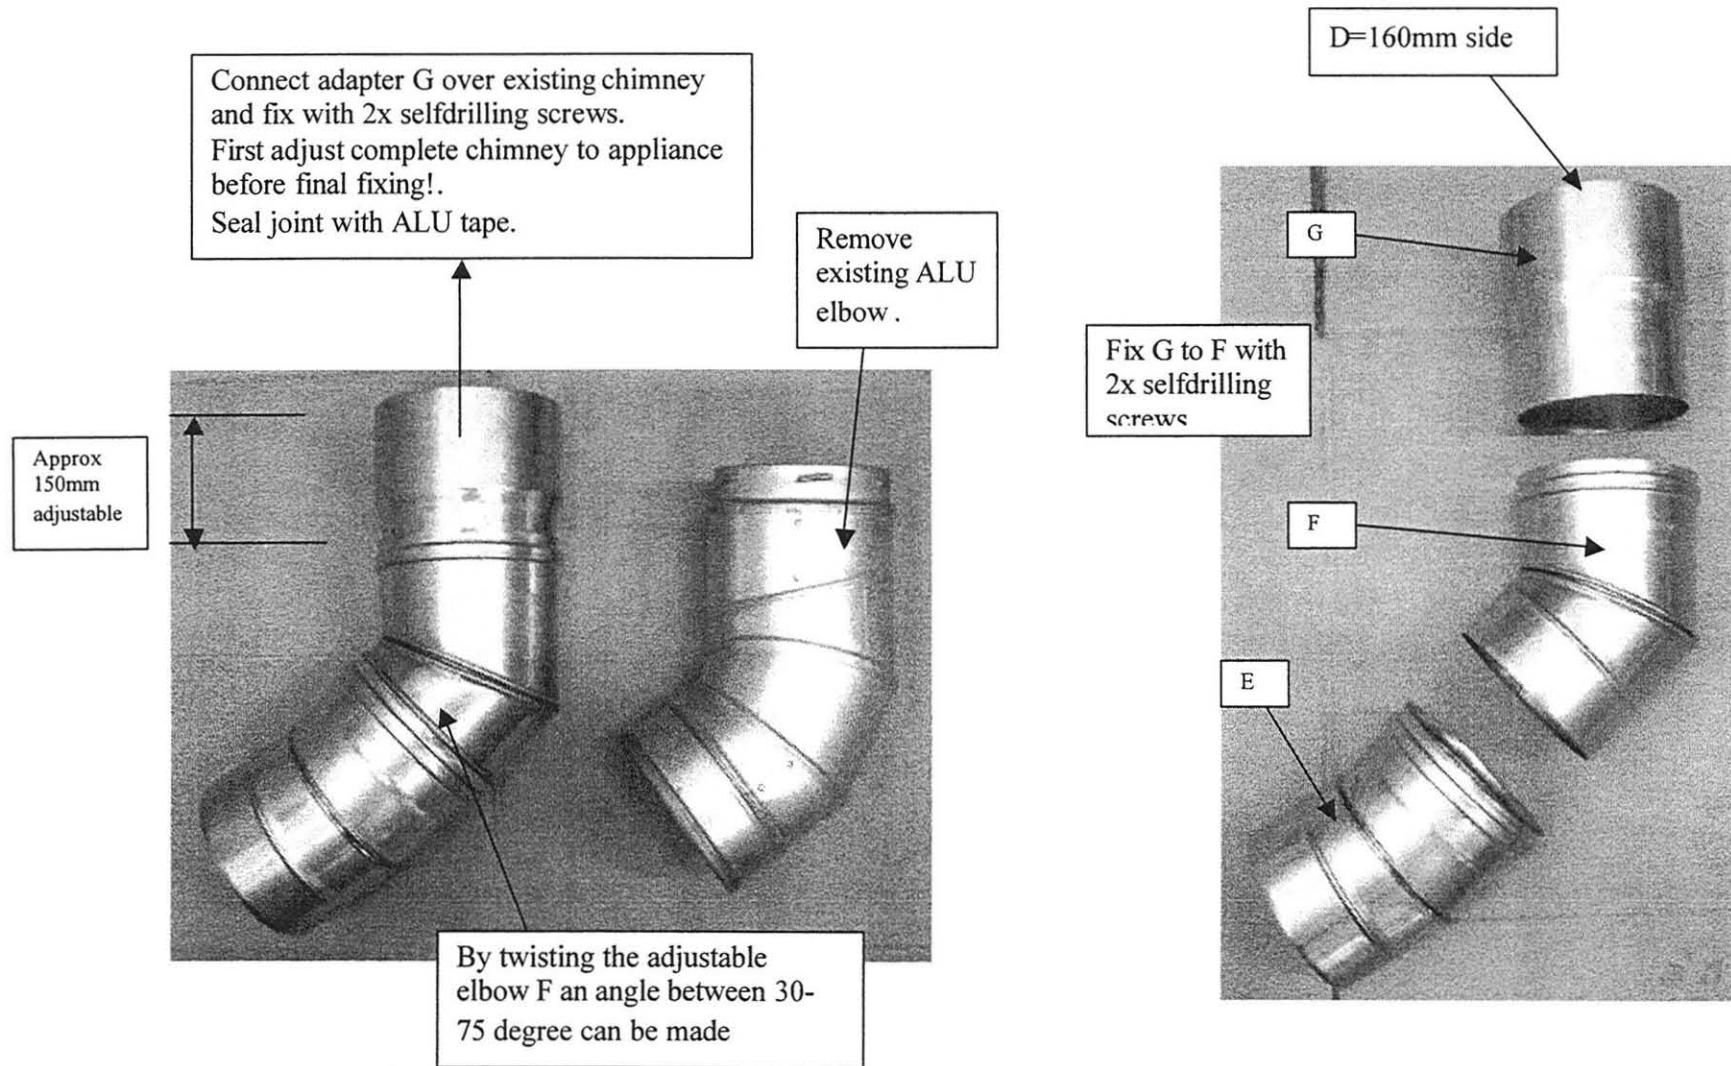 Connect adapter G over existing chimney
and fix with 2x selfdrilling screws.
First adjust complete chimney to appliance
before final fixing!.
Seal joint with ALU tape.
Remove
existing ALU
elbow .
Approx
150mm
adjustable
By twisting the adjustable
elbow F an angle between 30-
75 degree can be made
D=160mm side
G
Fix G to F with
2x selfdrilling
screws
F
E